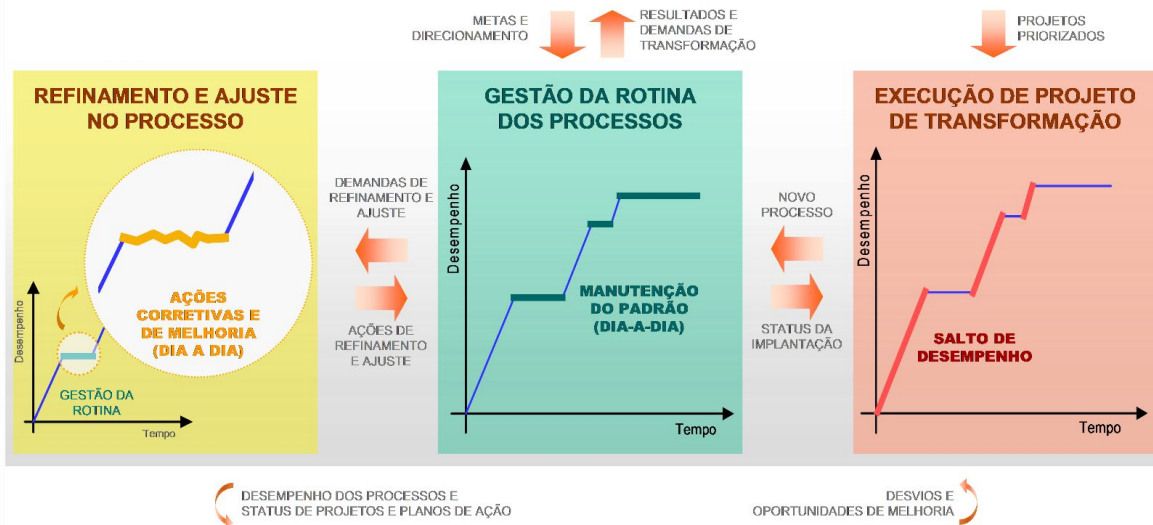 METAS E
DIRECIONAMENTO
RESULTADOS E
DEMANDAS DE
TRANSFORMAÇÃO
PROJETOS
PRIORIZADOS
REFINAMENTO E AJUSTE
NO PROCESSO
AÇÕES
CORRETIVAS E
DE MELHORIA
(DIA A DIA)
Desempenho
GESTÃO DA
ROTINA
Tempo
DEMANDAS DE
REFINAMENTO E
AJUSTE
AÇÕES DE
REFINAMENTO
E AJUSTE
GESTÃO DA ROTINA
DOS PROCESSOS
Desempenho
MANUTENÇÃO
DO PADRÃO
(DIA-A-DIA)
Tempo
NOVO
PROCESSO
STATUS DA
IMPLANTAÇÃO
EXECUÇÃO DE PROJETO
DE TRANSFORMAÇÃO
Desempenho
SALTO DE
DESEMPENHO
Tempo
DESEMPENHO DOS PROCESSOS E
STATUS DE PROJETOS E PLANOS DE AÇÃO
DESVIOS E
OPORTUNIDADES DE MELHORIA